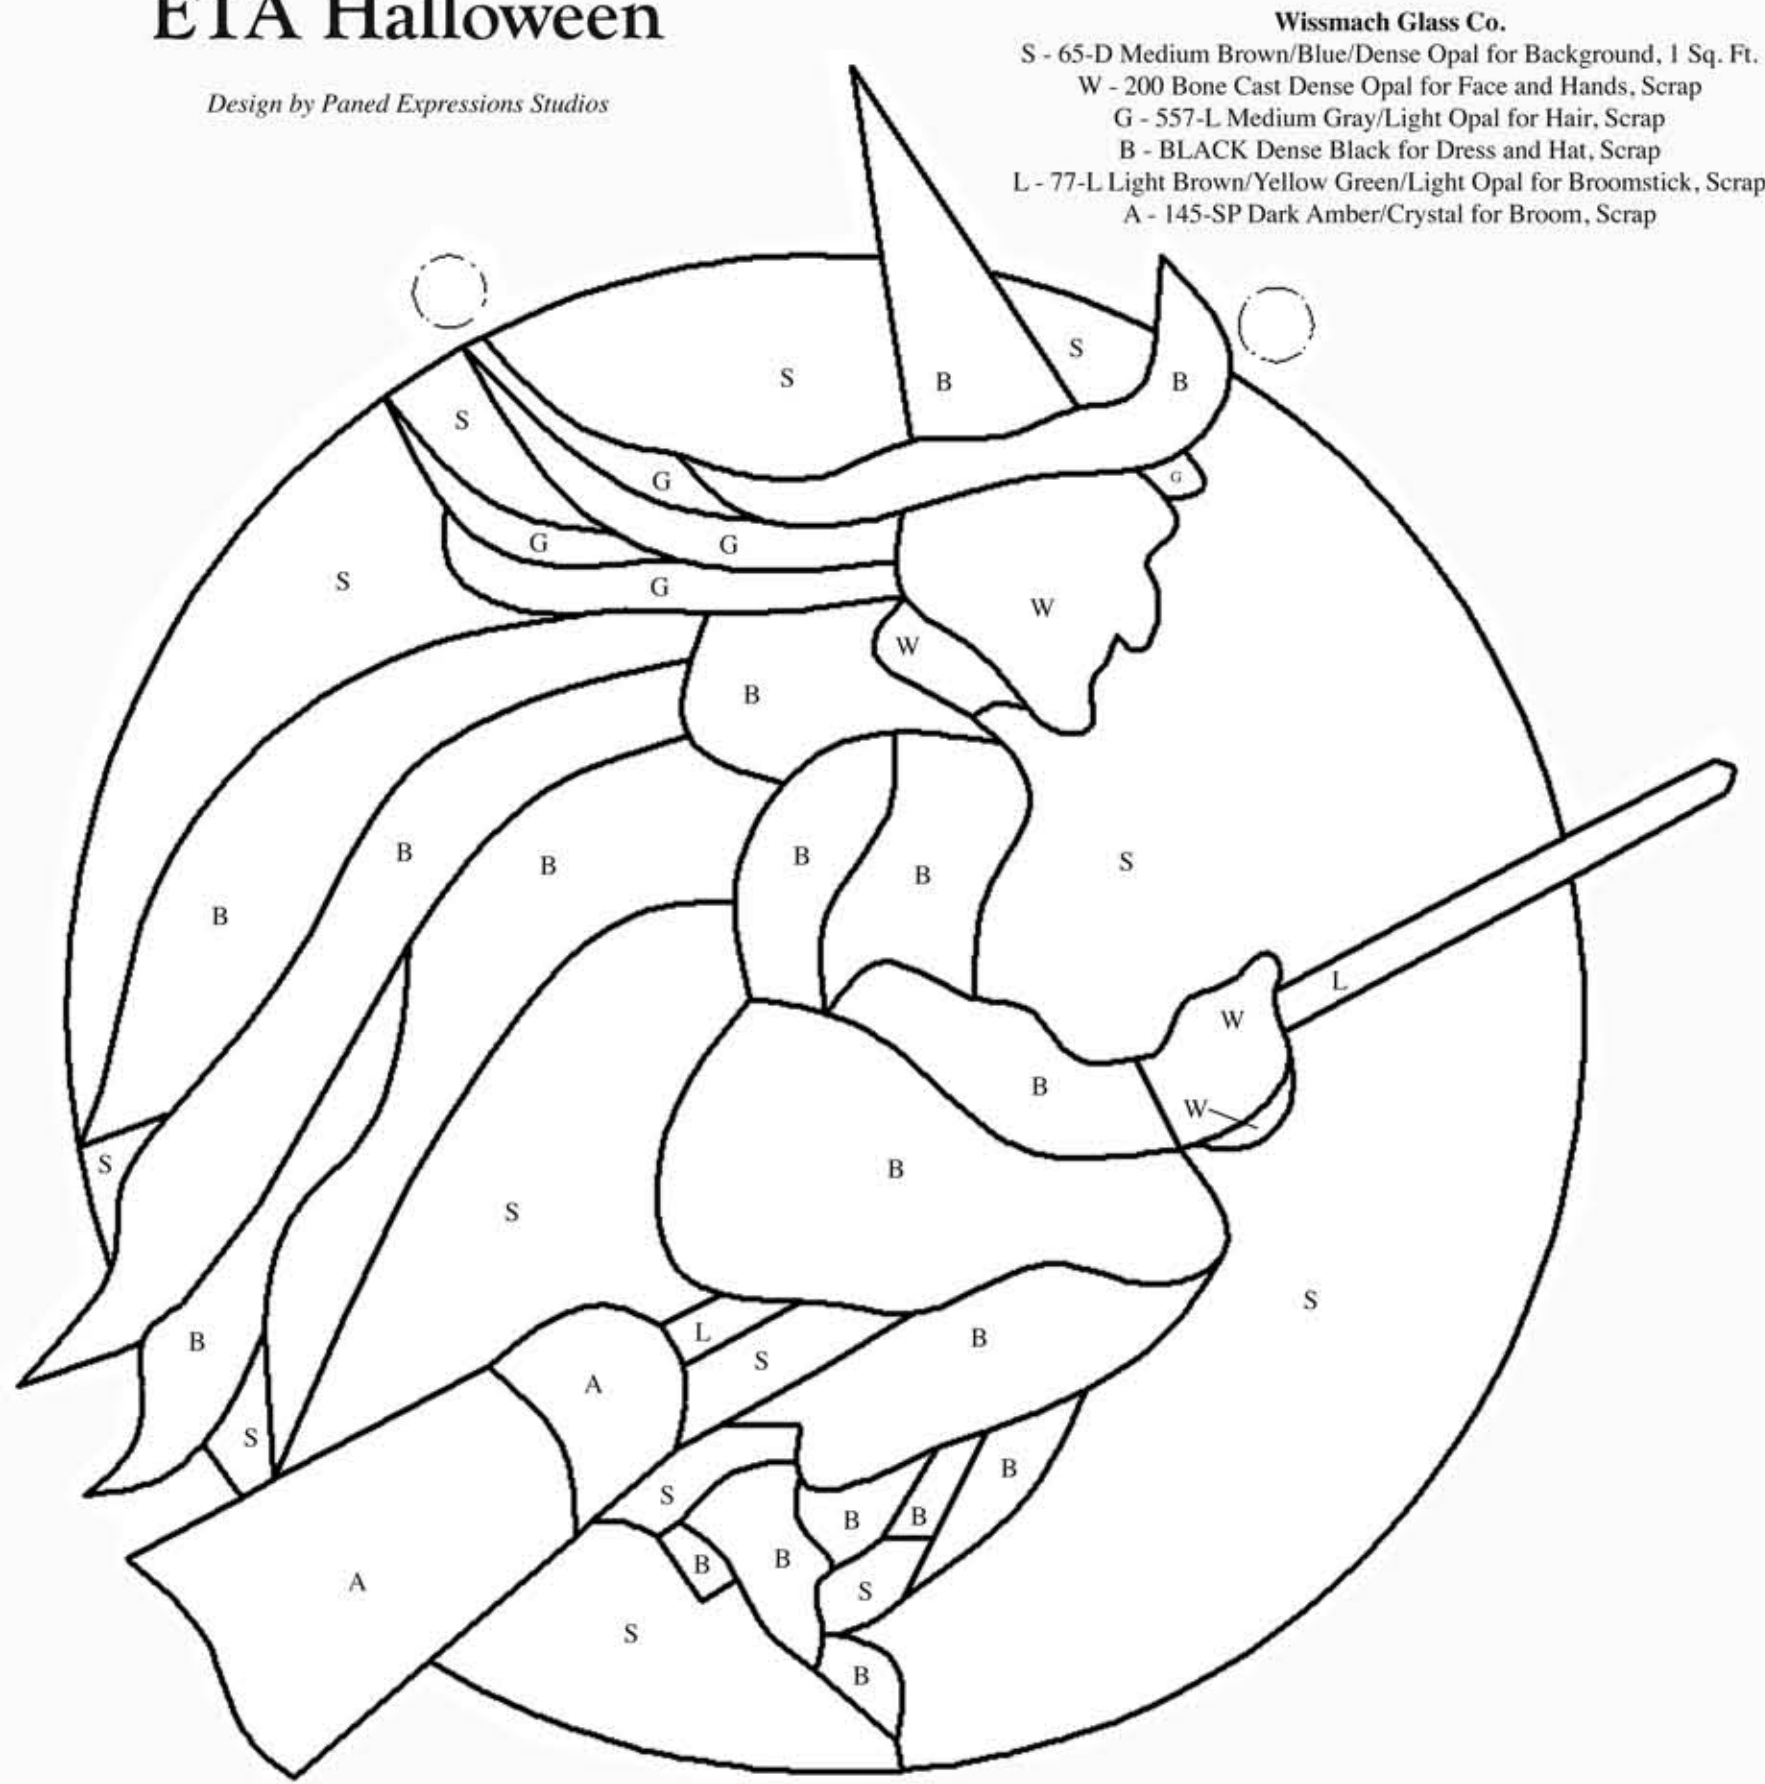 ETA Halloween
Design by Paned Expressions Studios
Wissmach Glass Co.
S - 65-D Medium Brown/Blue/Dense Opal for Background, 1 Sq. Ft.
W - 200 Bone Cast Dense Opal for Face and Hands, Scrap
G - 557-L Medium Gray/Light Opal for Hair, Scrap
B - BLACK Dense Black for Dress and Hat, Scrap
L - 77-L Light Brown/Yellow Green/Light Opal for Broomstick, Scrap
A - 145-SP Dark Amber/Crystal for Broom, Scrap
S
S
B
B
S
G
G
G
G
S
G
W
W
B
B
B
B
B
S
B
L
W
B
W
S
B
S
S
B
L
B
S
A
S
B
S
B
B
B
B
A
S
S
B